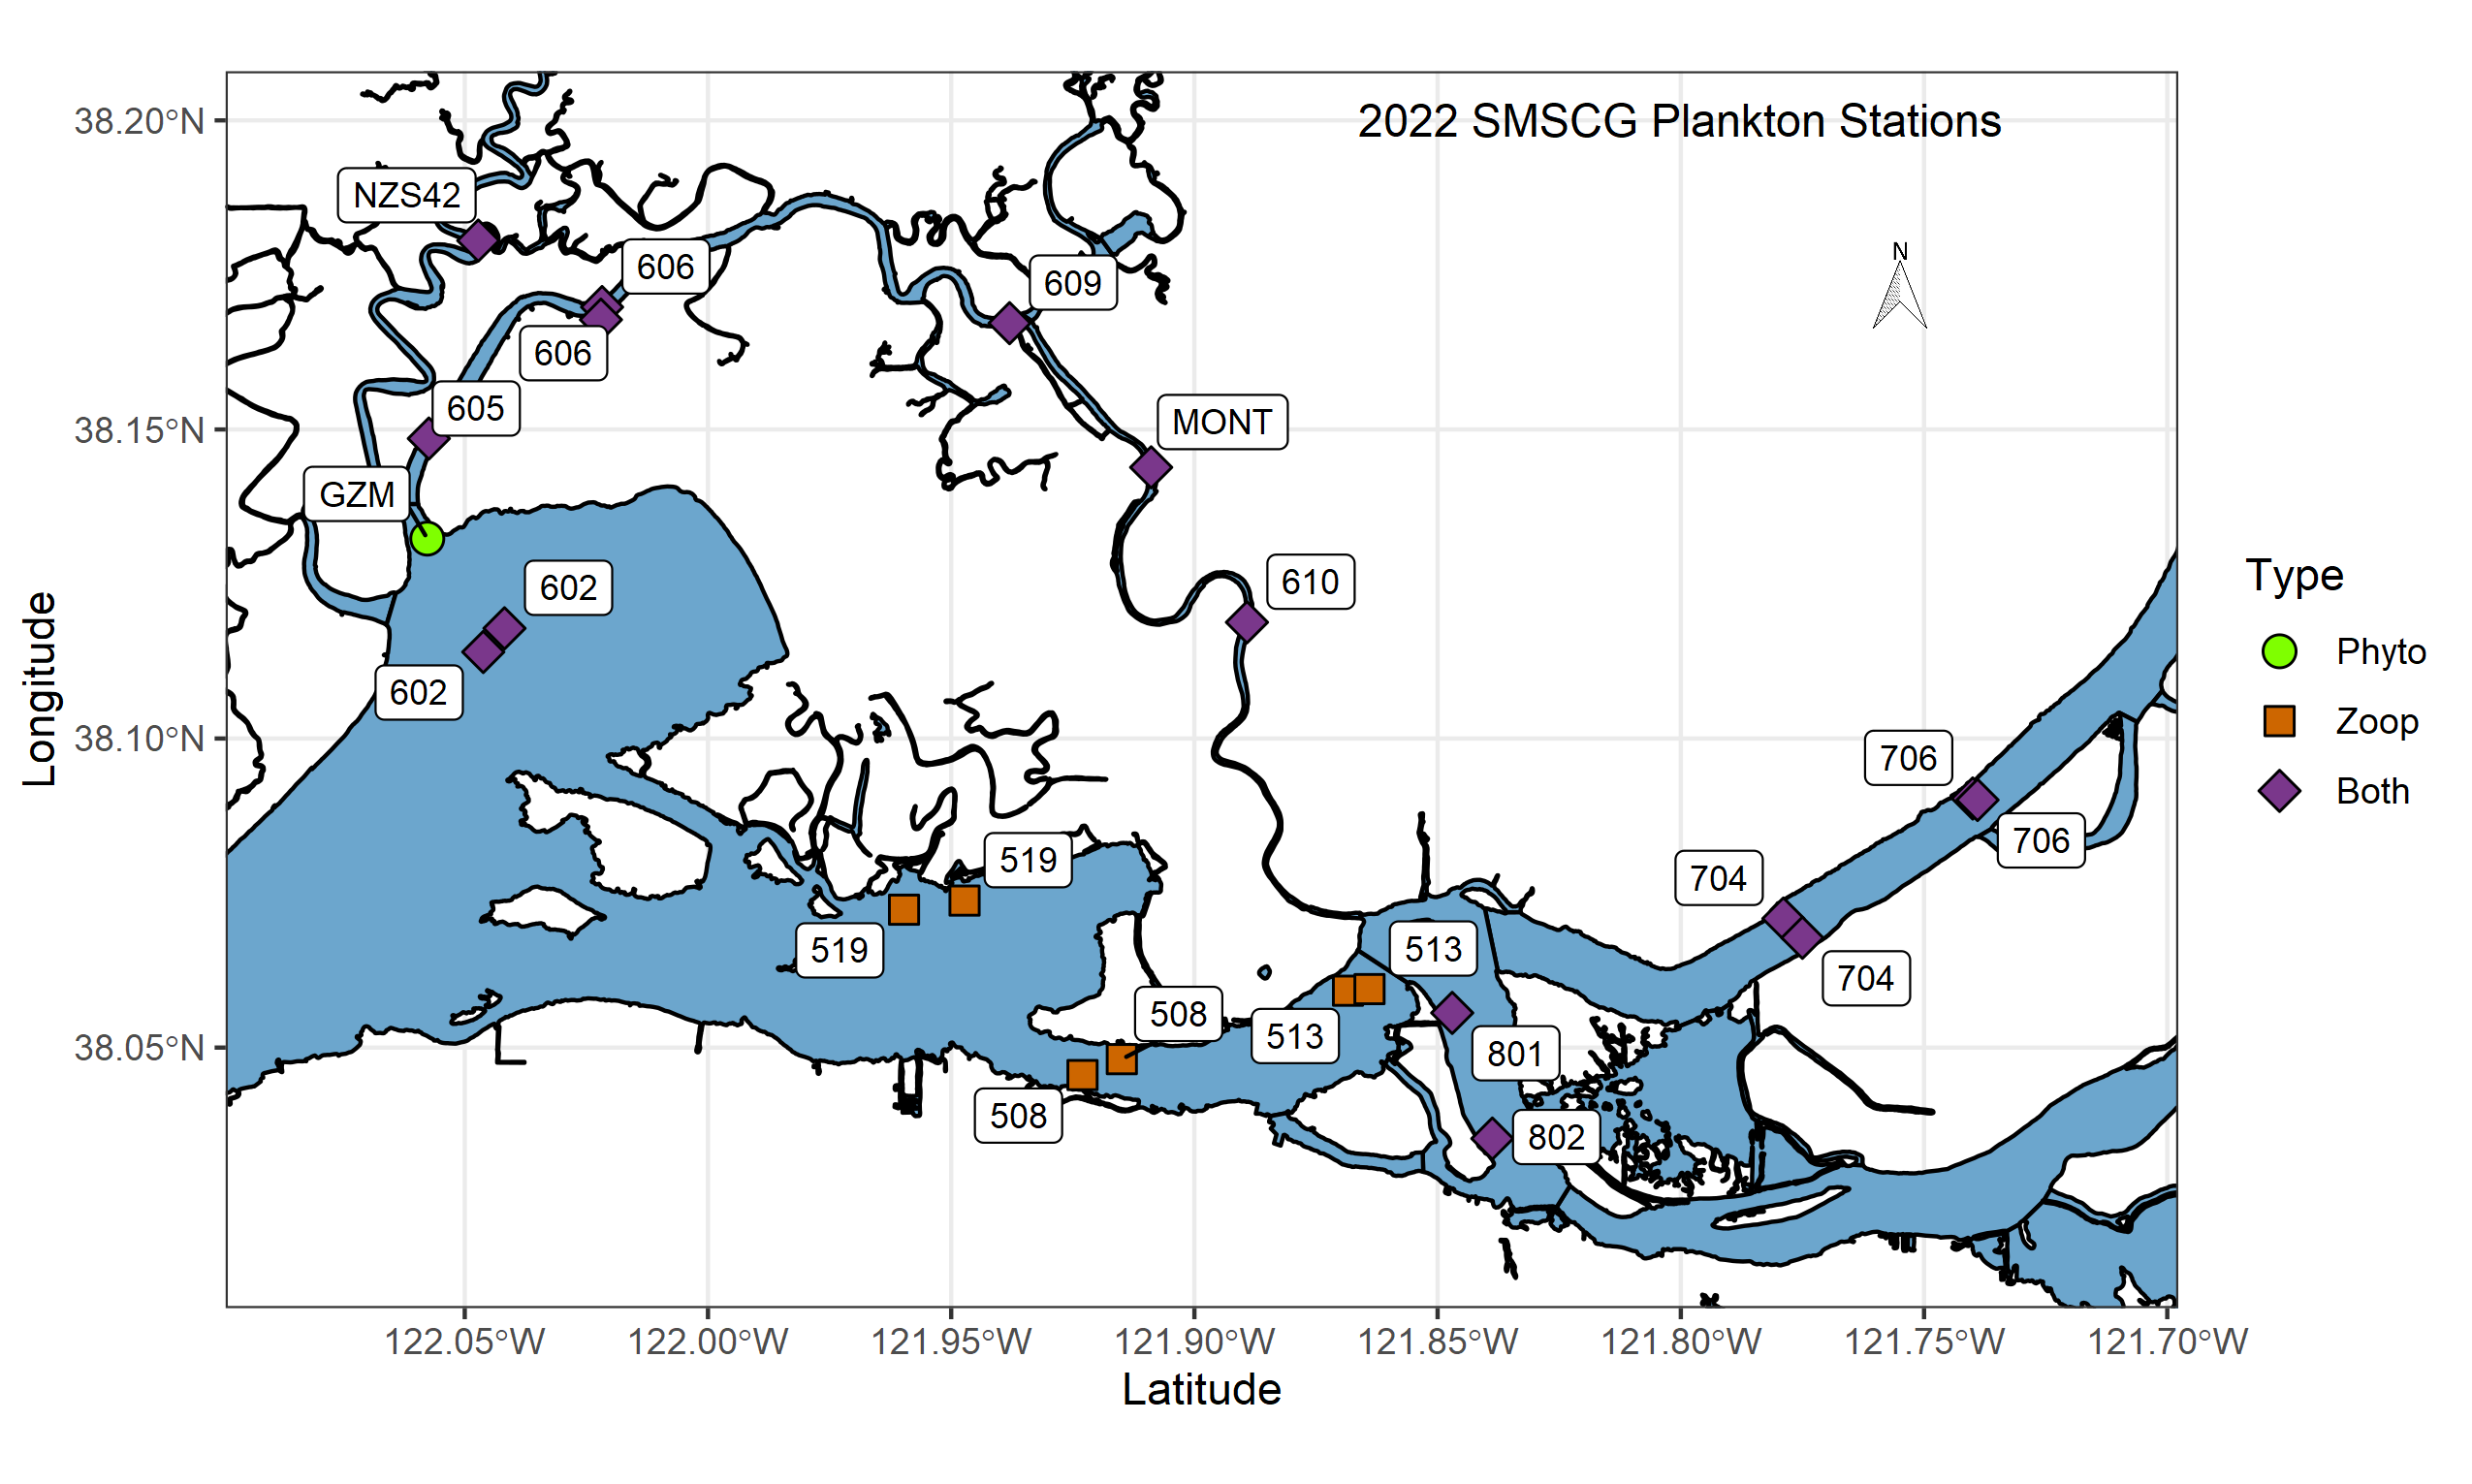 2022 SMSCG Plankton Stations
38.20°N
38.15°N
38.10°N
38.05°N
Longitude
N
NZS42
606
609
606
605
MONT
GZM
602
610
602
706
706
519
704
519
513
704
508
513
801
508
802
122.05°W
122.00°W
121.95°W
121.90°W
121.85°W
121.80°W
121.75°W
121.70°W
Latitude
Type
Phyto
Zoop
Both